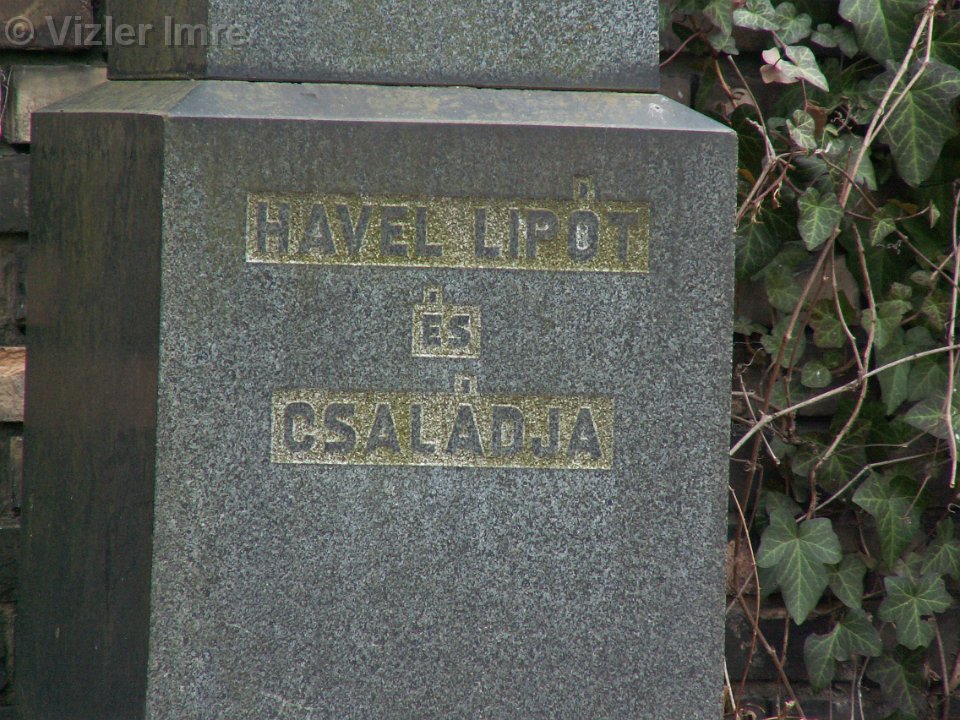 © Vizler Imre
HAVEL LIPÓT
ÉS
CSALÁDJA